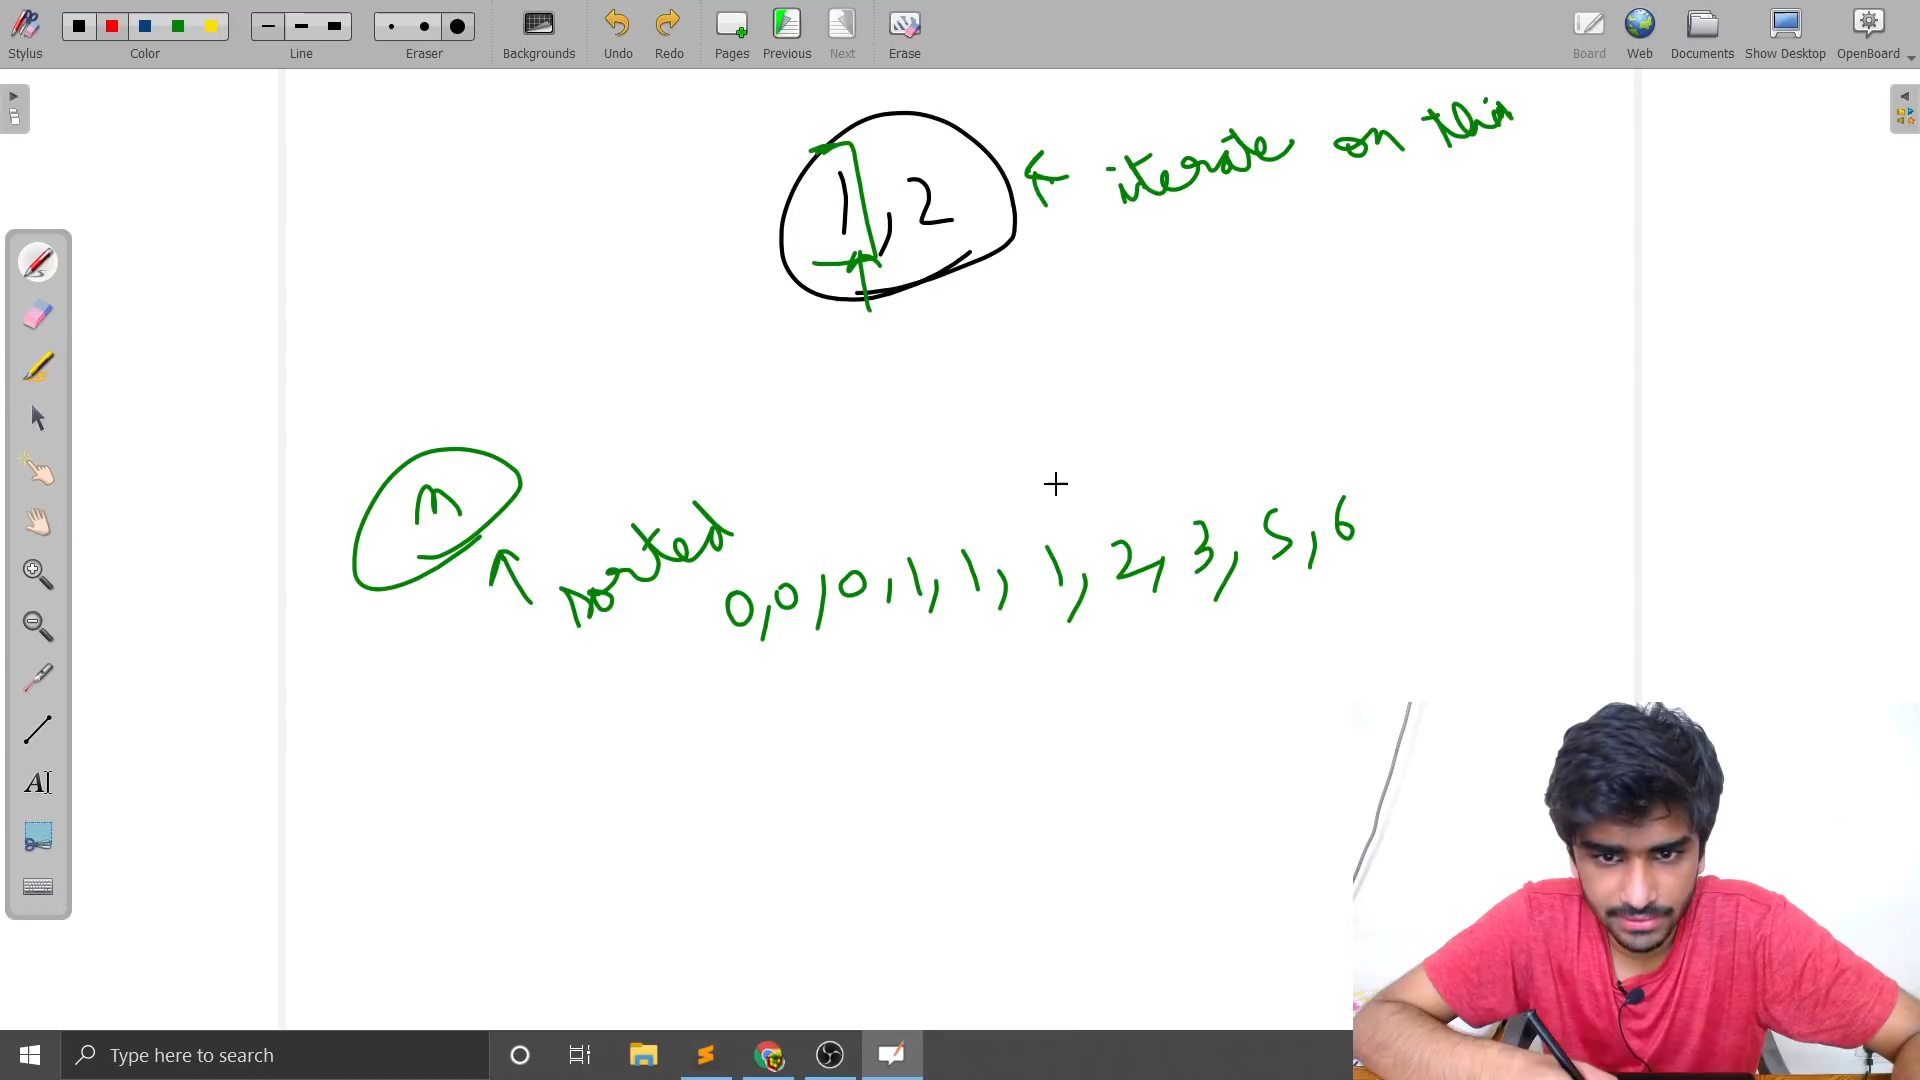 Stylus
Color
Line
Eraser
Backgrounds
Undo
Redo
Pages
Previous
Next
Erase
Board
Web
Documents
Show Desktop
OpenBoard
1,2 iterate on this
n
sorted 0,0,0,1,1,1,2,3,5,6
AI
Type here to search